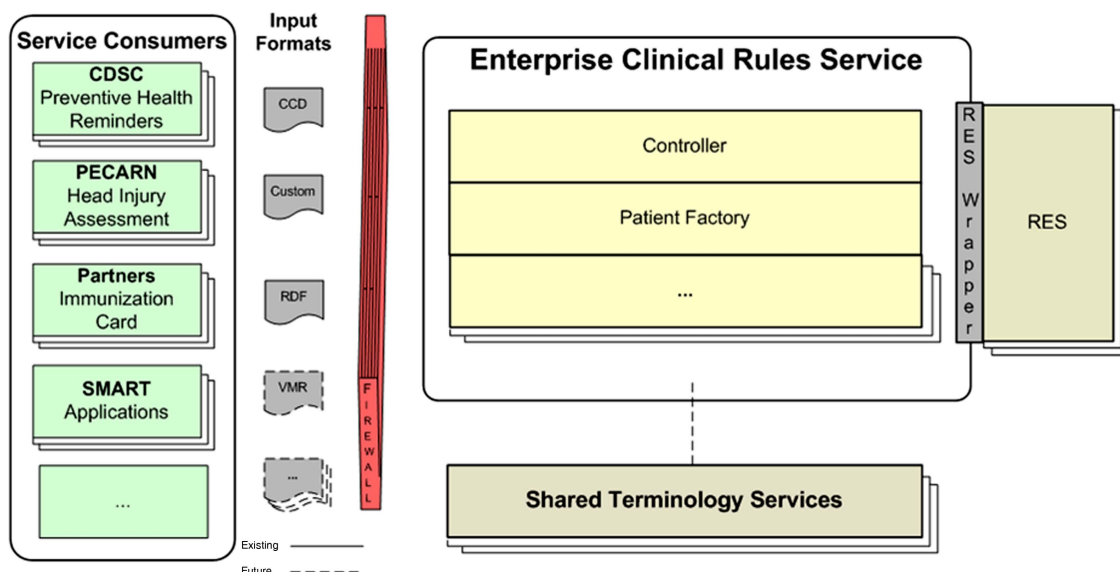 Service Consumers
CDSC
Preventive Health
Reminders
PECARN
Head Injury
Assessment
Partners
Immunization
Card
SMART
Applications
...
Input
Formats
CCD
Custom
RDF
VMR
...
Existing
Future
FIREWALL
Enterprise Clinical Rules Service
Controller
Patient Factory
...
RES Wrapper
RES
Shared Terminology Services